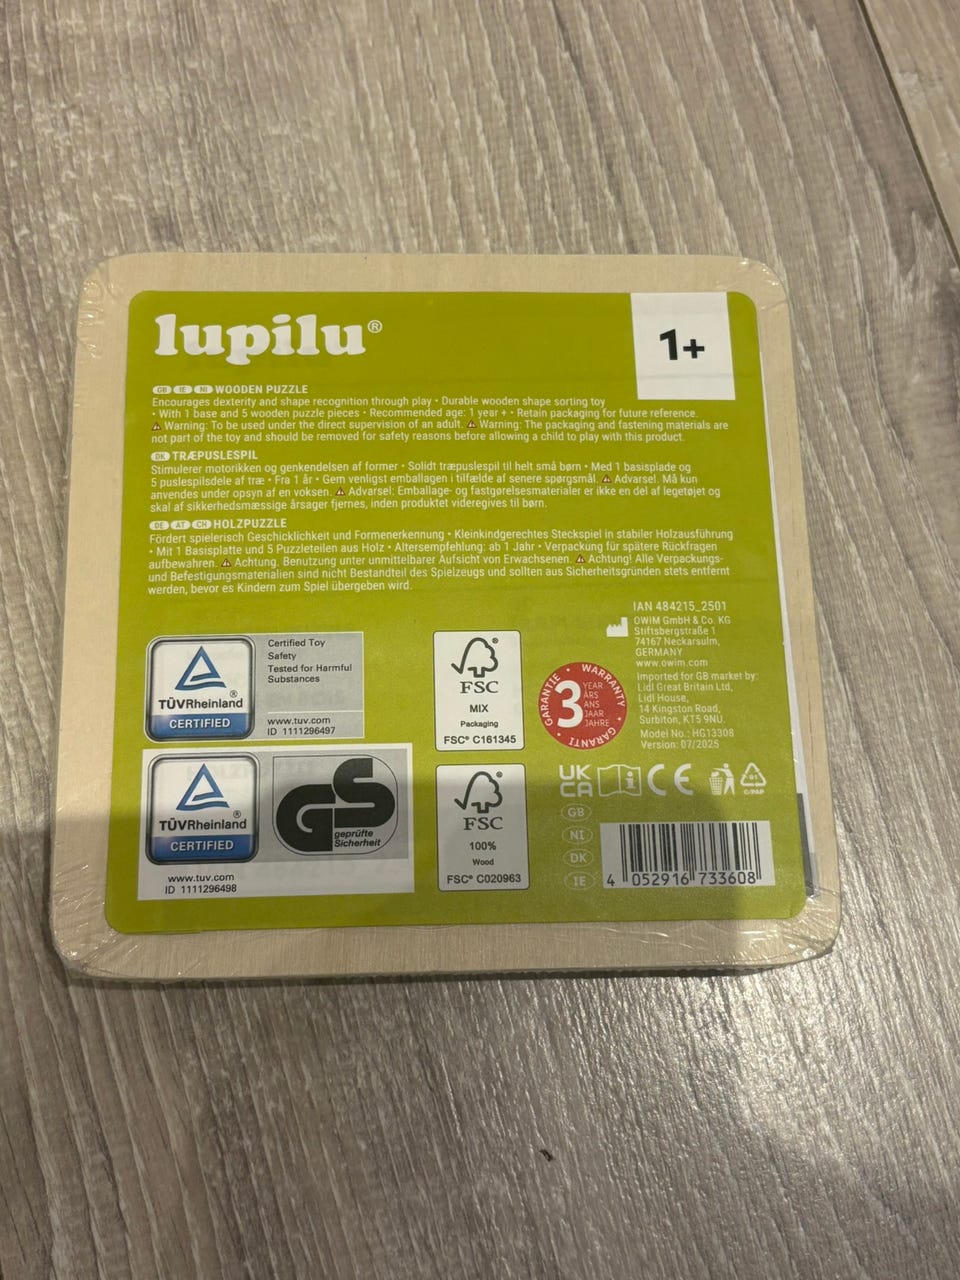 lupilu®
1+
GB IE NI WOODEN PUZZLE
Encourages dexterity and shape recognition through play • Durable wooden shape sorting toy
• With 1 base and 5 wooden puzzle pieces • Recommended age: 1 year + • Retain packaging for future reference.
⚠ Warning: To be used under the direct supervision of an adult. ⚠ Warning: The packaging and fastening materials are
not part of the toy and should be removed for safety reasons before allowing a child to play with this product.
DK TRÆPUSLESPIL
Stimulerer motorikken og genkendelsen af former • Solidt træpuslespil til helt små børn • Med 1 basisplade og
5 puslespilsdele af træ • Fra 1 år • Gem venligst emballagen i tilfælde af senere spørgsmål. ⚠ Advarsel. Må kun
anvendes under opsyn af en voksen. ⚠ Advarsel: Emballage- og fastgørelsesmaterialer er ikke en del af legetøjet og
skal af sikkerhedsmæssige årsager fjernes, inden produktet videregives til børn.
DE AT CH HOLZPUZZLE
Fördert spielerisch Geschicklichkeit und Formenerkennung • Kleinkindgerechtes Steckspiel in stabiler Holzausführung
• Mit 1 Basisplatte und 5 Puzzleteilen aus Holz • Altersempfehlung: ab 1 Jahr • Verpackung für spätere Rückfragen
aufbewahren. ⚠ Achtung. Benutzung unter unmittelbarer Aufsicht von Erwachsenen. ⚠ Achtung! Alle Verpackungs-
und Befestigungsmaterialien sind nicht Bestandteil des Spielzeugs und sollten aus Sicherheitsgründen stets entfernt
werden, bevor es Kindern zum Spiel übergeben wird.
TÜVRheinland®
CERTIFIED
Certified Toy
Safety
Tested for Harmful
Substances
www.tuv.com
ID 1111296497
TÜVRheinland®
CERTIFIED
GS
geprüfte
Sicherheit
www.tuv.com
ID 1111296498
FSC
MIX
Packaging
FSC® C161345
FSC
100%
Wood
FSC® C020963
IAN 484215_2501
OWIM GmbH & Co. KG
Stiftsbergstraße 1
74167 Neckarsulm,
GERMANY
www.owim.com
Imported for GB market by:
Lidl Great Britain Ltd,
Lidl House,
14 Kingston Road,
Surbiton, KT5 9NU.
Model No.: HG13308
Version: 07/2025
GARANTIE • WARRANTY • GARANTI •
3
YEAR
ÅRS
ANS
JAAR
JAHRE
UK
CA
CE
C/PAP
GB
NI
DK
IE
4 052916 733608